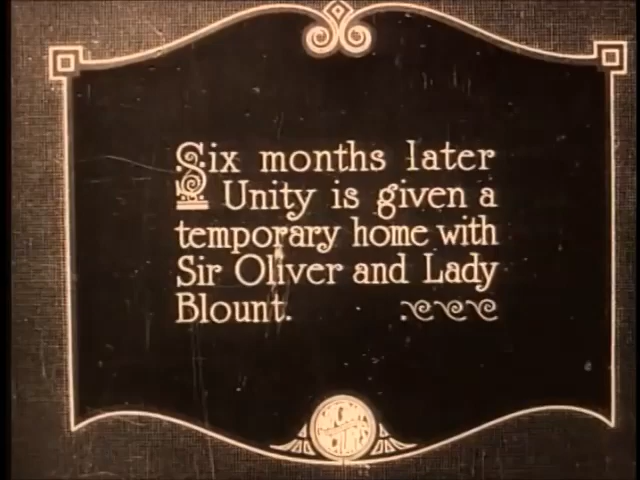 Six months later
Unity is given a
temporary home with
Sir Oliver and Lady
Blount.